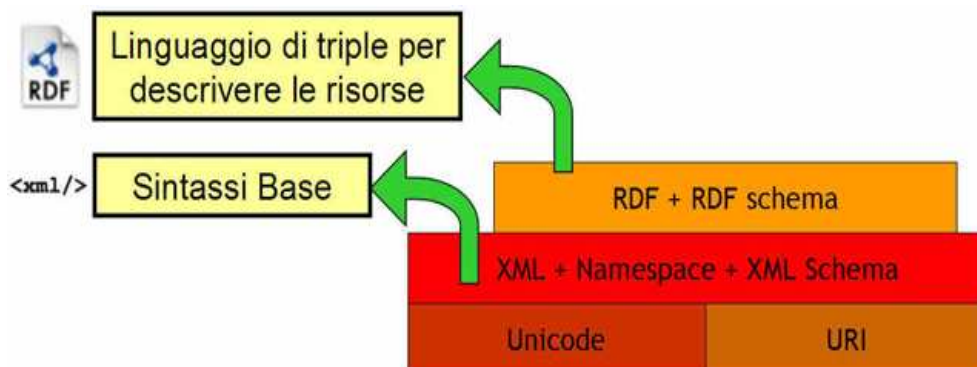 RDF
Linguaggio di triple per
descrivere le risorse
<xml/>
Sintassi Base
RDF + RDF schema
XML + Namespace + XML Schema
Unicode
URI